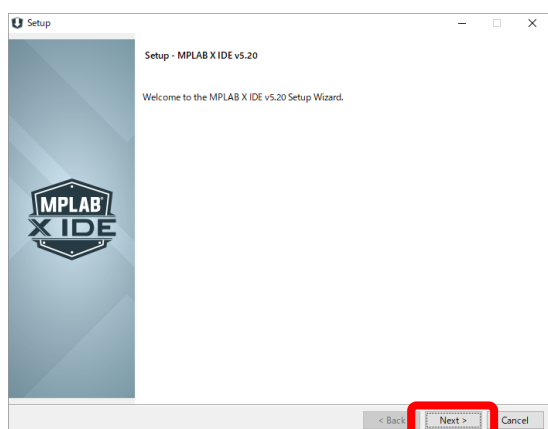 Setup
Setup - MPLAB X IDE v5.20
Welcome to the MPLAB X IDE v5.20 Setup Wizard.
MPLAB
X IDE
< Back Next > Cancel